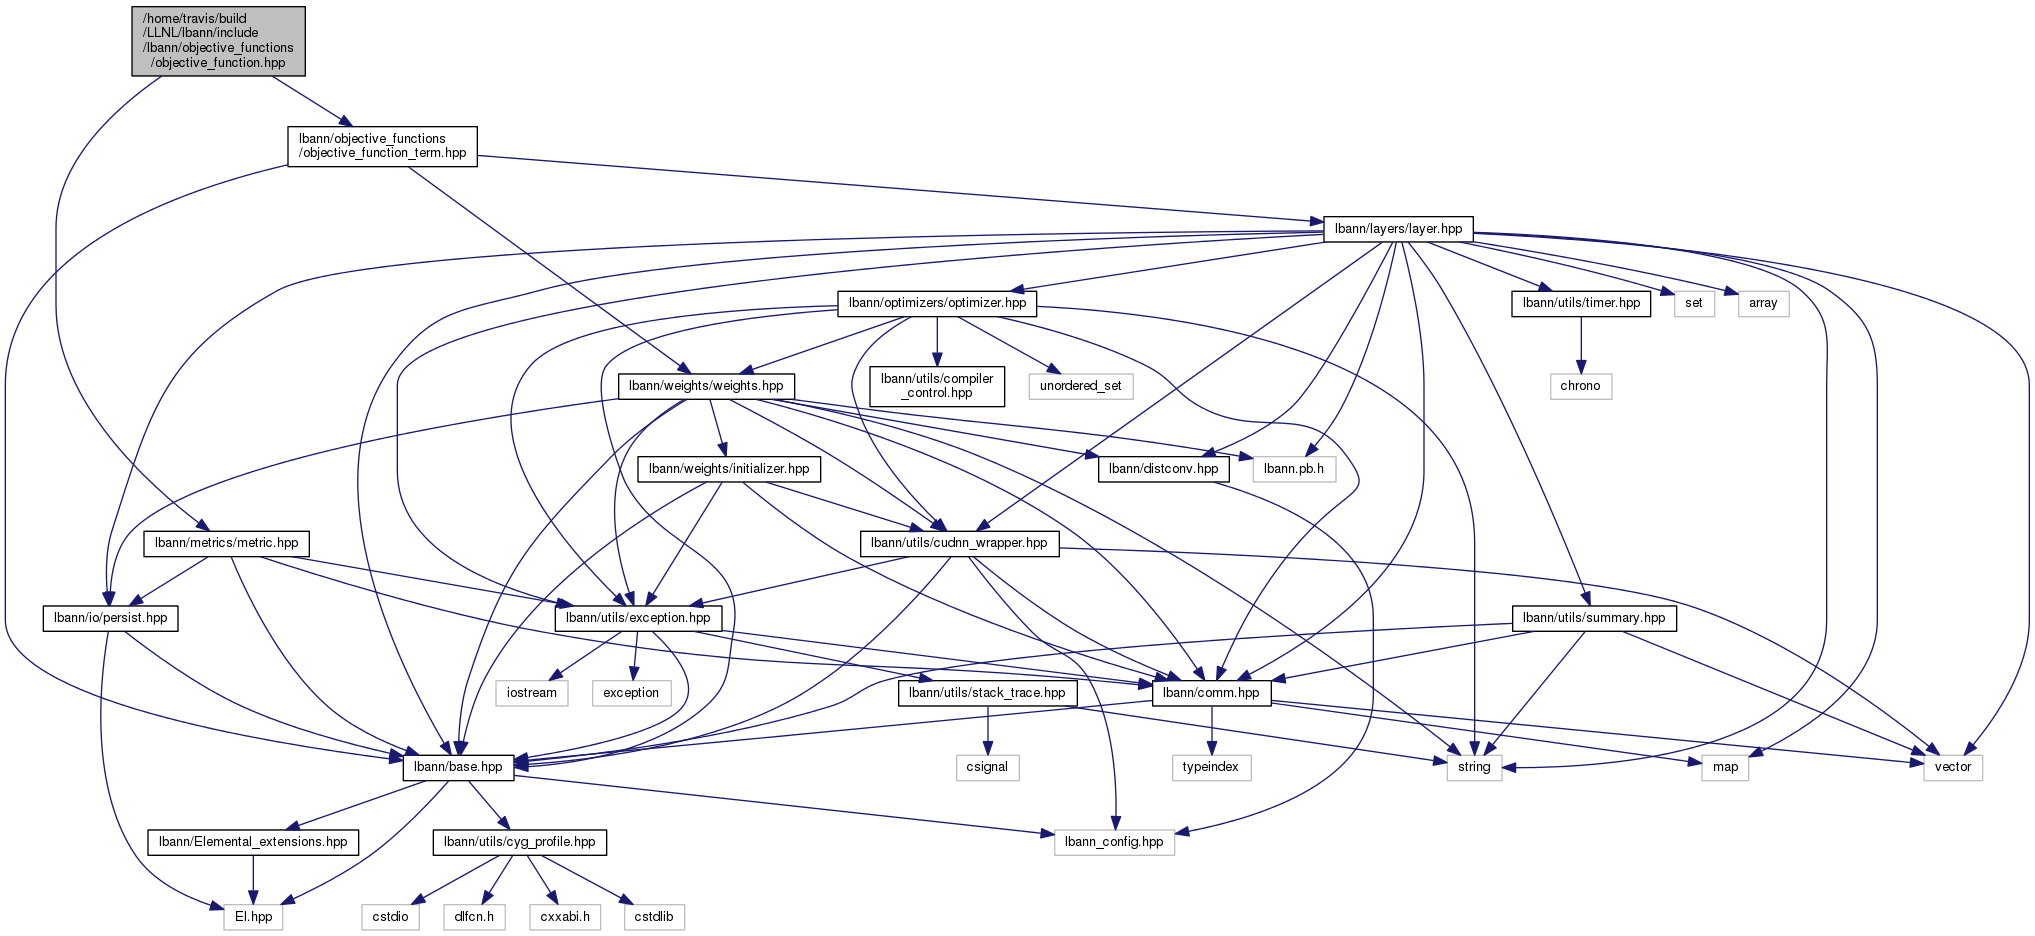 /home/travis/build
/LLNL/lbann/include
/lbann/objective_functions
/objective_function.hpp
lbann/objective_functions
/objective_function_term.hpp
lbann/layers/layer.hpp
lbann/optimizers/optimizer.hpp
lbann/utils/timer.hpp
set
array
lbann/weights/weights.hpp
lbann/utils/compiler
_control.hpp
unordered_set
chrono
lbann/weights/initializer.hpp
lbann/distconv.hpp
lbann.pb.h
lbann/metrics/metric.hpp
lbann/utils/cudnn_wrapper.hpp
lbann/io/persist.hpp
lbann/utils/exception.hpp
lbann/utils/summary.hpp
iostream
exception
lbann/utils/stack_trace.hpp
lbann/comm.hpp
lbann/base.hpp
csignal
typeindex
string
map
vector
lbann/Elemental_extensions.hpp
lbann/utils/cyg_profile.hpp
lbann_config.hpp
El.hpp
cstdio
dlfcn.h
cxxabi.h
cstdlib